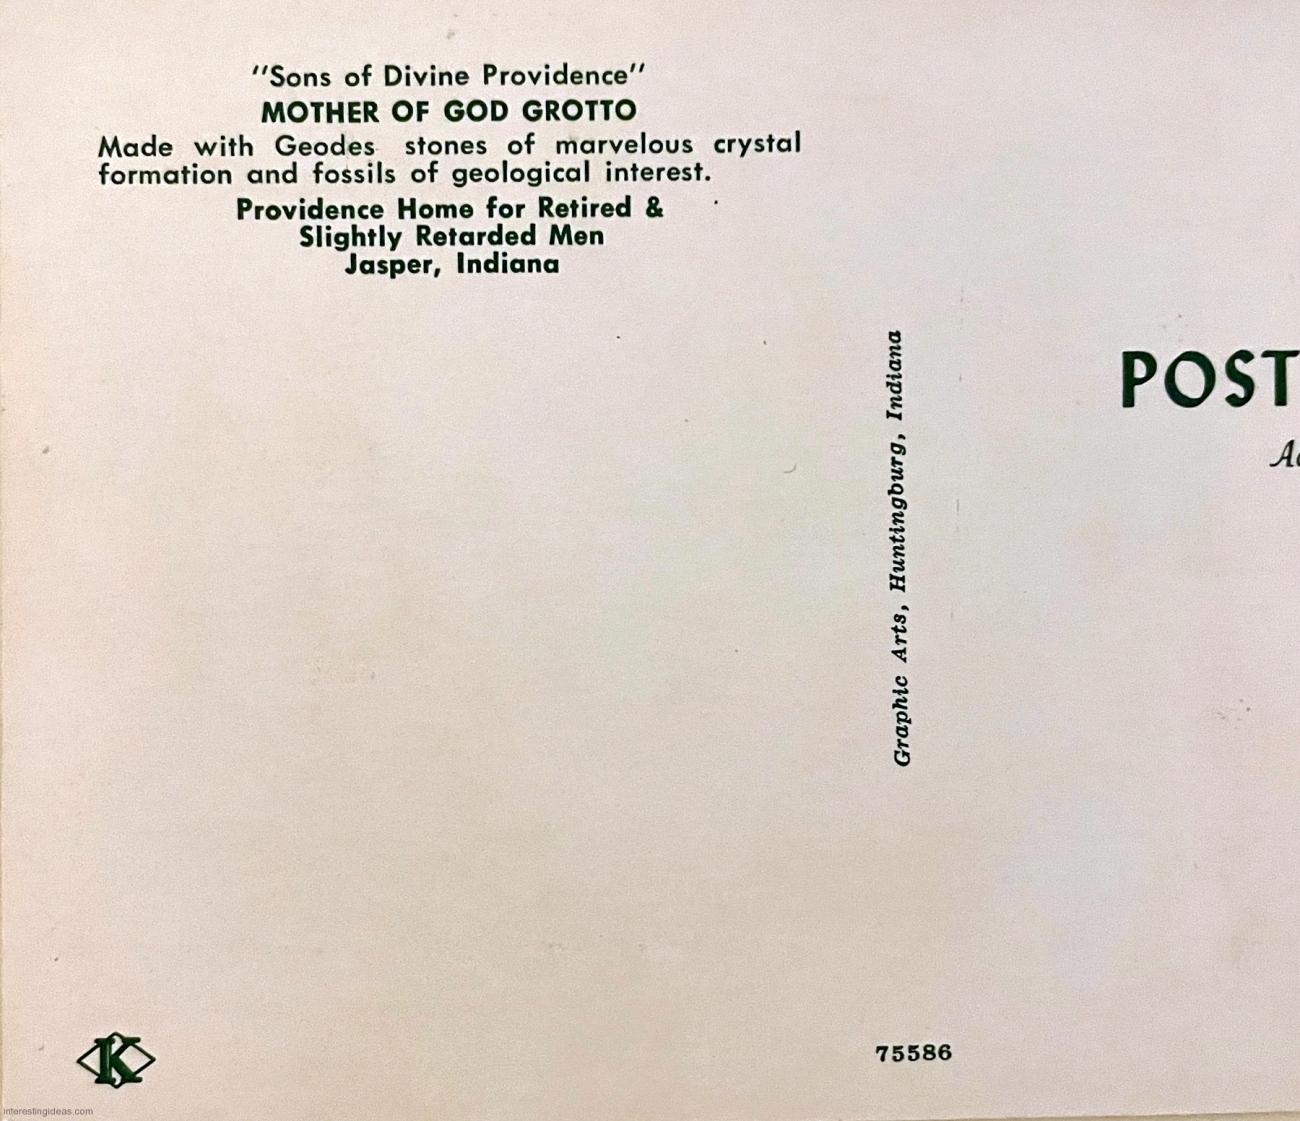 "Sons of Divine Providence"
MOTHER OF GOD GROTTO
Made with Geodes stones of marvelous crystal
formation and fossils of geological interest.
Providence Home for Retired &
Slightly Retarded Men
Jasper, Indiana
Graphic Arts, Huntingburg, Indiana
POST
K
75586
interestingideas.com